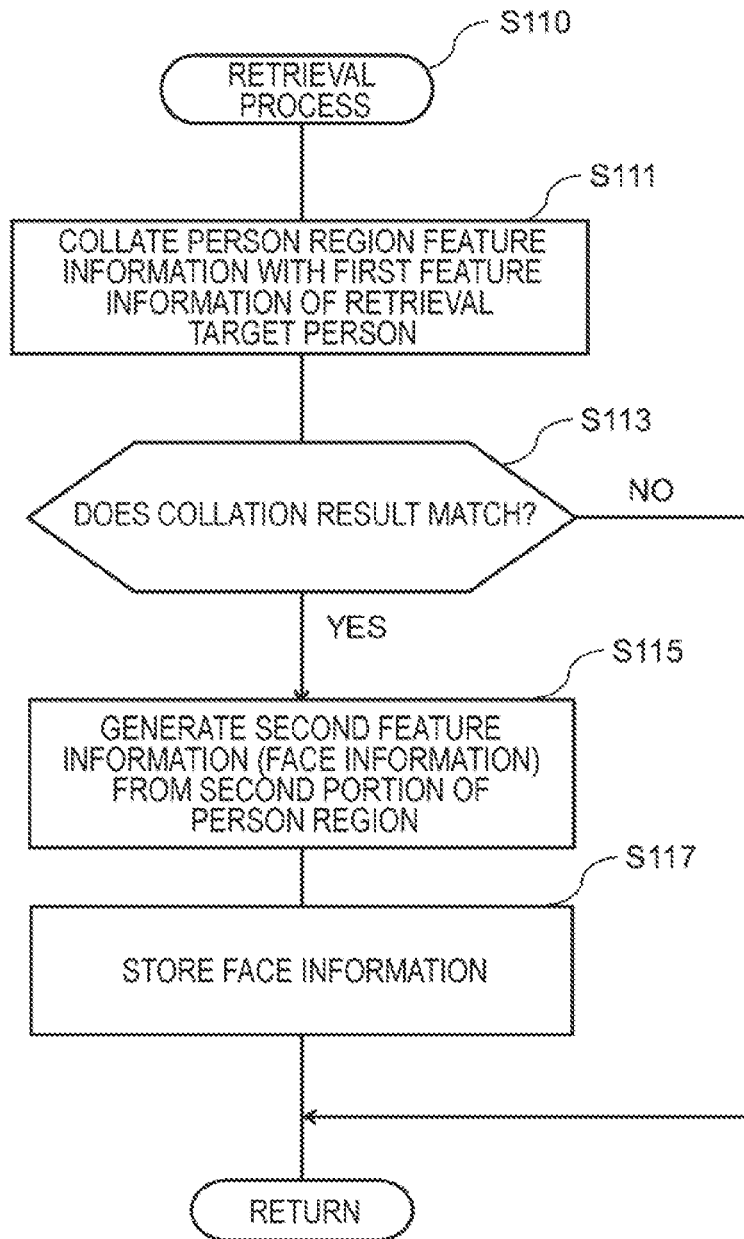 S110
RETRIEVAL
PROCESS
S111
COLLATE PERSON REGION FEATURE
INFORMATION WITH FIRST FEATURE
INFORMATION OF RETRIEVAL
TARGET PERSON
S113
DOES COLLATION RESULT MATCH?
NO
YES
S115
GENERATE SECOND FEATURE
INFORMATION (FACE INFORMATION)
FROM SECOND PORTION OF
PERSON REGION
S117
STORE FACE INFORMATION
RETURN